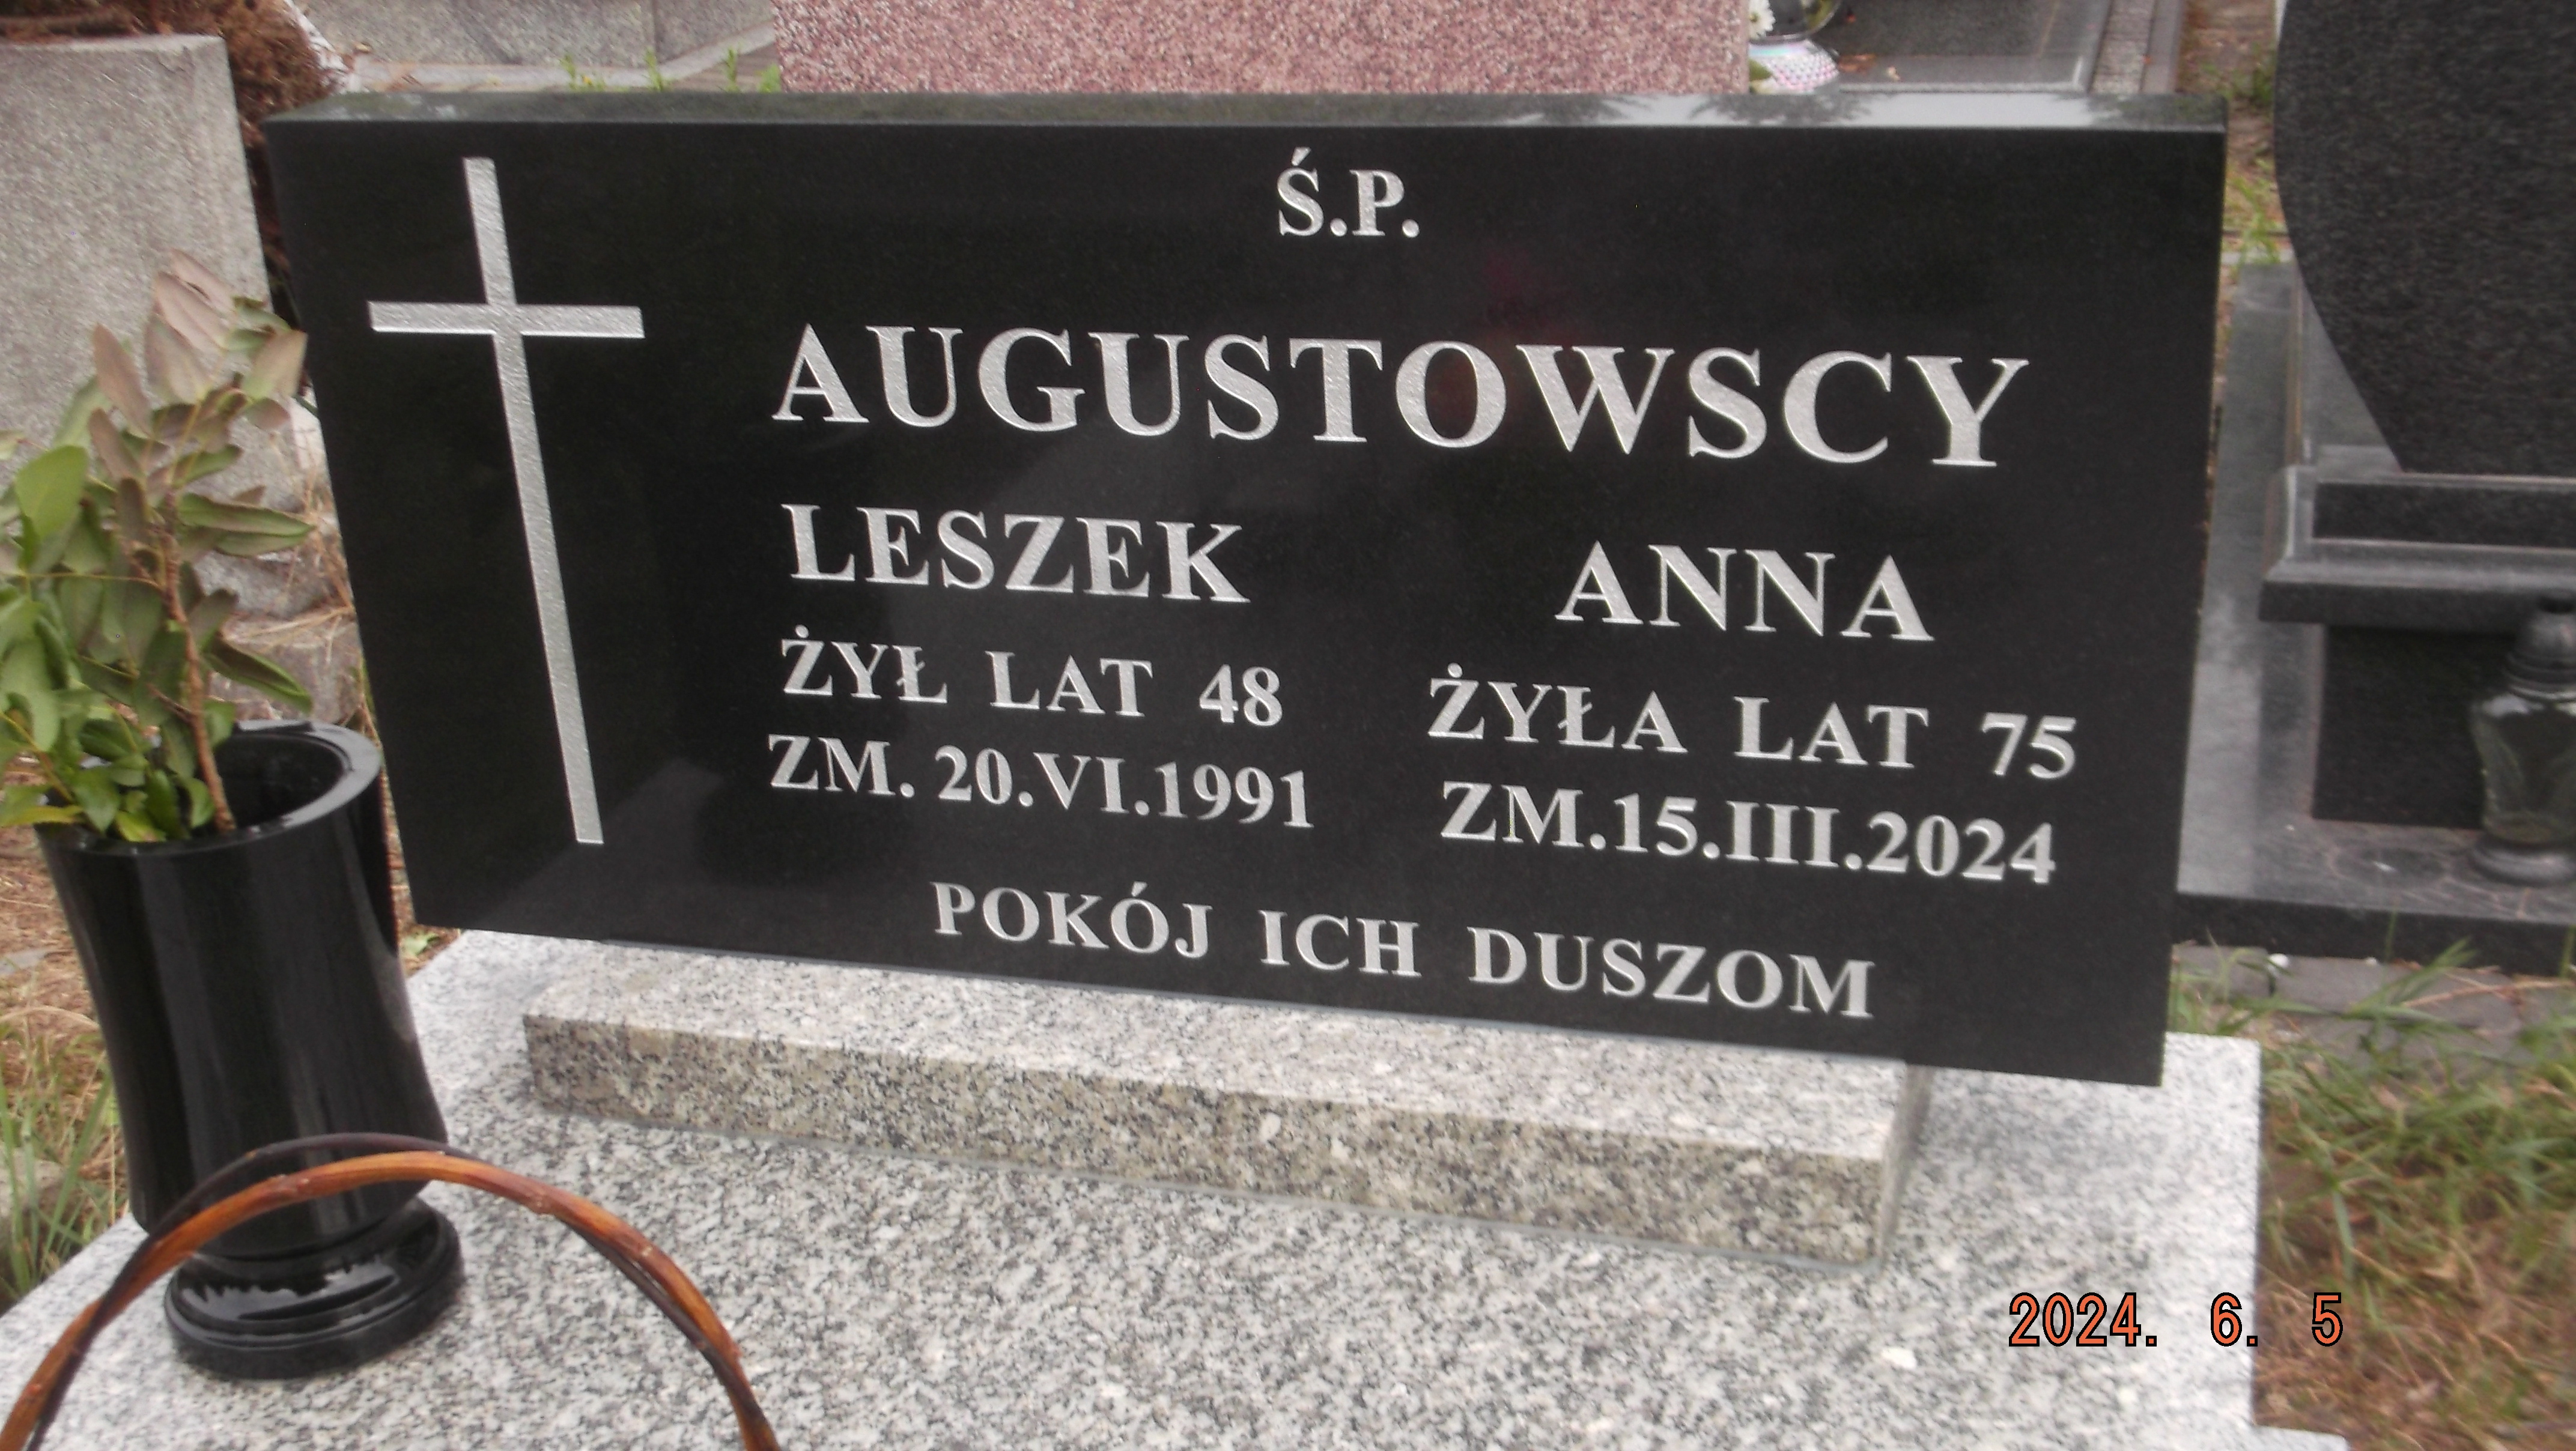 Ś.P.
AUGUSTOWSCY
LESZEK
ŻYŁ LAT 48
ZM. 20.VI.1991
ANNA
ŻYŁA LAT 75
ZM.15.III.2024
POKÓJ ICH DUSZOM
2024. 6. 5